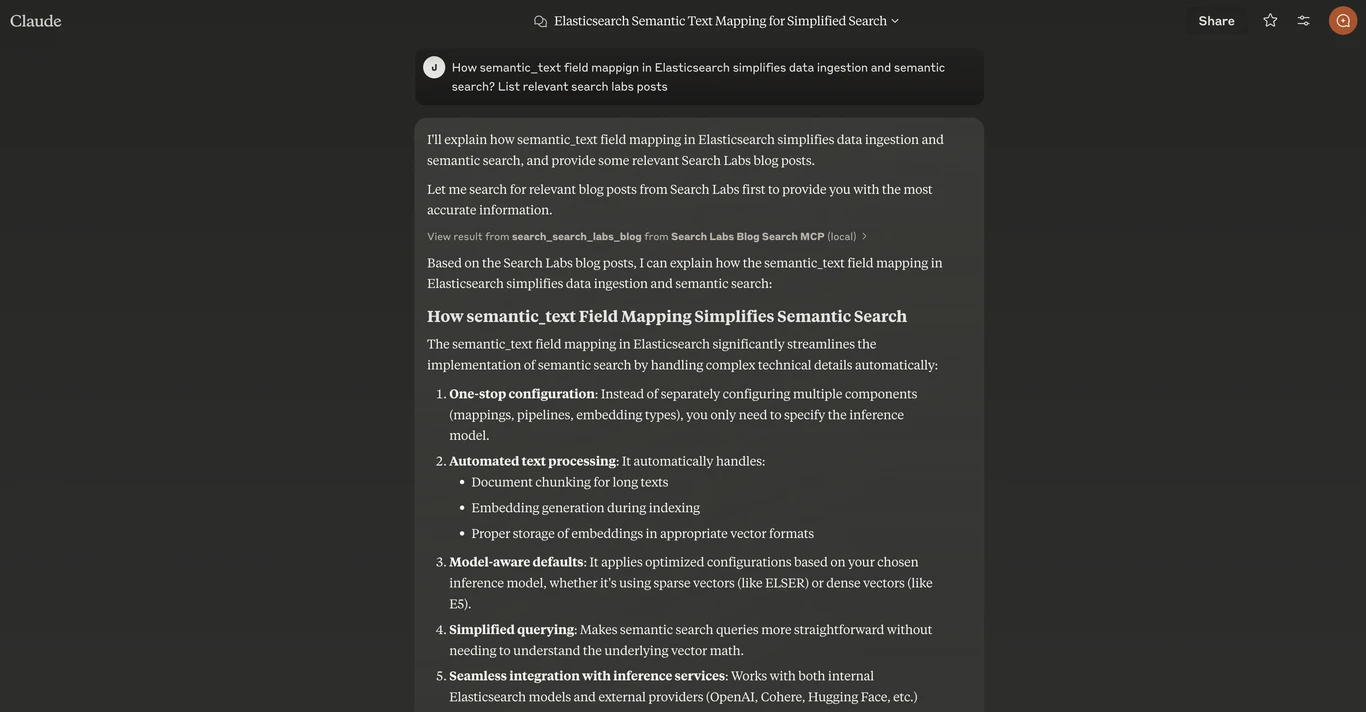 Claude
Elasticsearch Semantic Text Mapping for Simplified Search
Share
J
How semantic_text field mappign in Elasticsearch simplifies data ingestion and semantic
search? List relevant search labs posts
I'll explain how semantic_text field mapping in Elasticsearch simplifies data ingestion and
semantic search, and provide some relevant Search Labs blog posts.
Let me search for relevant blog posts from Search Labs first to provide you with the most
accurate information.
View result from search_search_labs_blog from Search Labs Blog Search MCP (local)
Based on the Search Labs blog posts, I can explain how the semantic_text field mapping in
Elasticsearch simplifies data ingestion and semantic search:
How semantic_text Field Mapping Simplifies Semantic Search
The semantic_text field mapping in Elasticsearch significantly streamlines the
implementation of semantic search by handling complex technical details automatically:
1. One-stop configuration: Instead of separately configuring multiple components
(mappings, pipelines, embedding types), you only need to specify the inference
model.
2. Automated text processing: It automatically handles:
• Document chunking for long texts
• Embedding generation during indexing
• Proper storage of embeddings in appropriate vector formats
3. Model-aware defaults: It applies optimized configurations based on your chosen
inference model, whether it's using sparse vectors (like ELSER) or dense vectors (like
E5).
4. Simplified querying: Makes semantic search queries more straightforward without
needing to understand the underlying vector math.
5. Seamless integration with inference services: Works with both internal
Elasticsearch models and external providers (OpenAI, Cohere, Hugging Face, etc.)